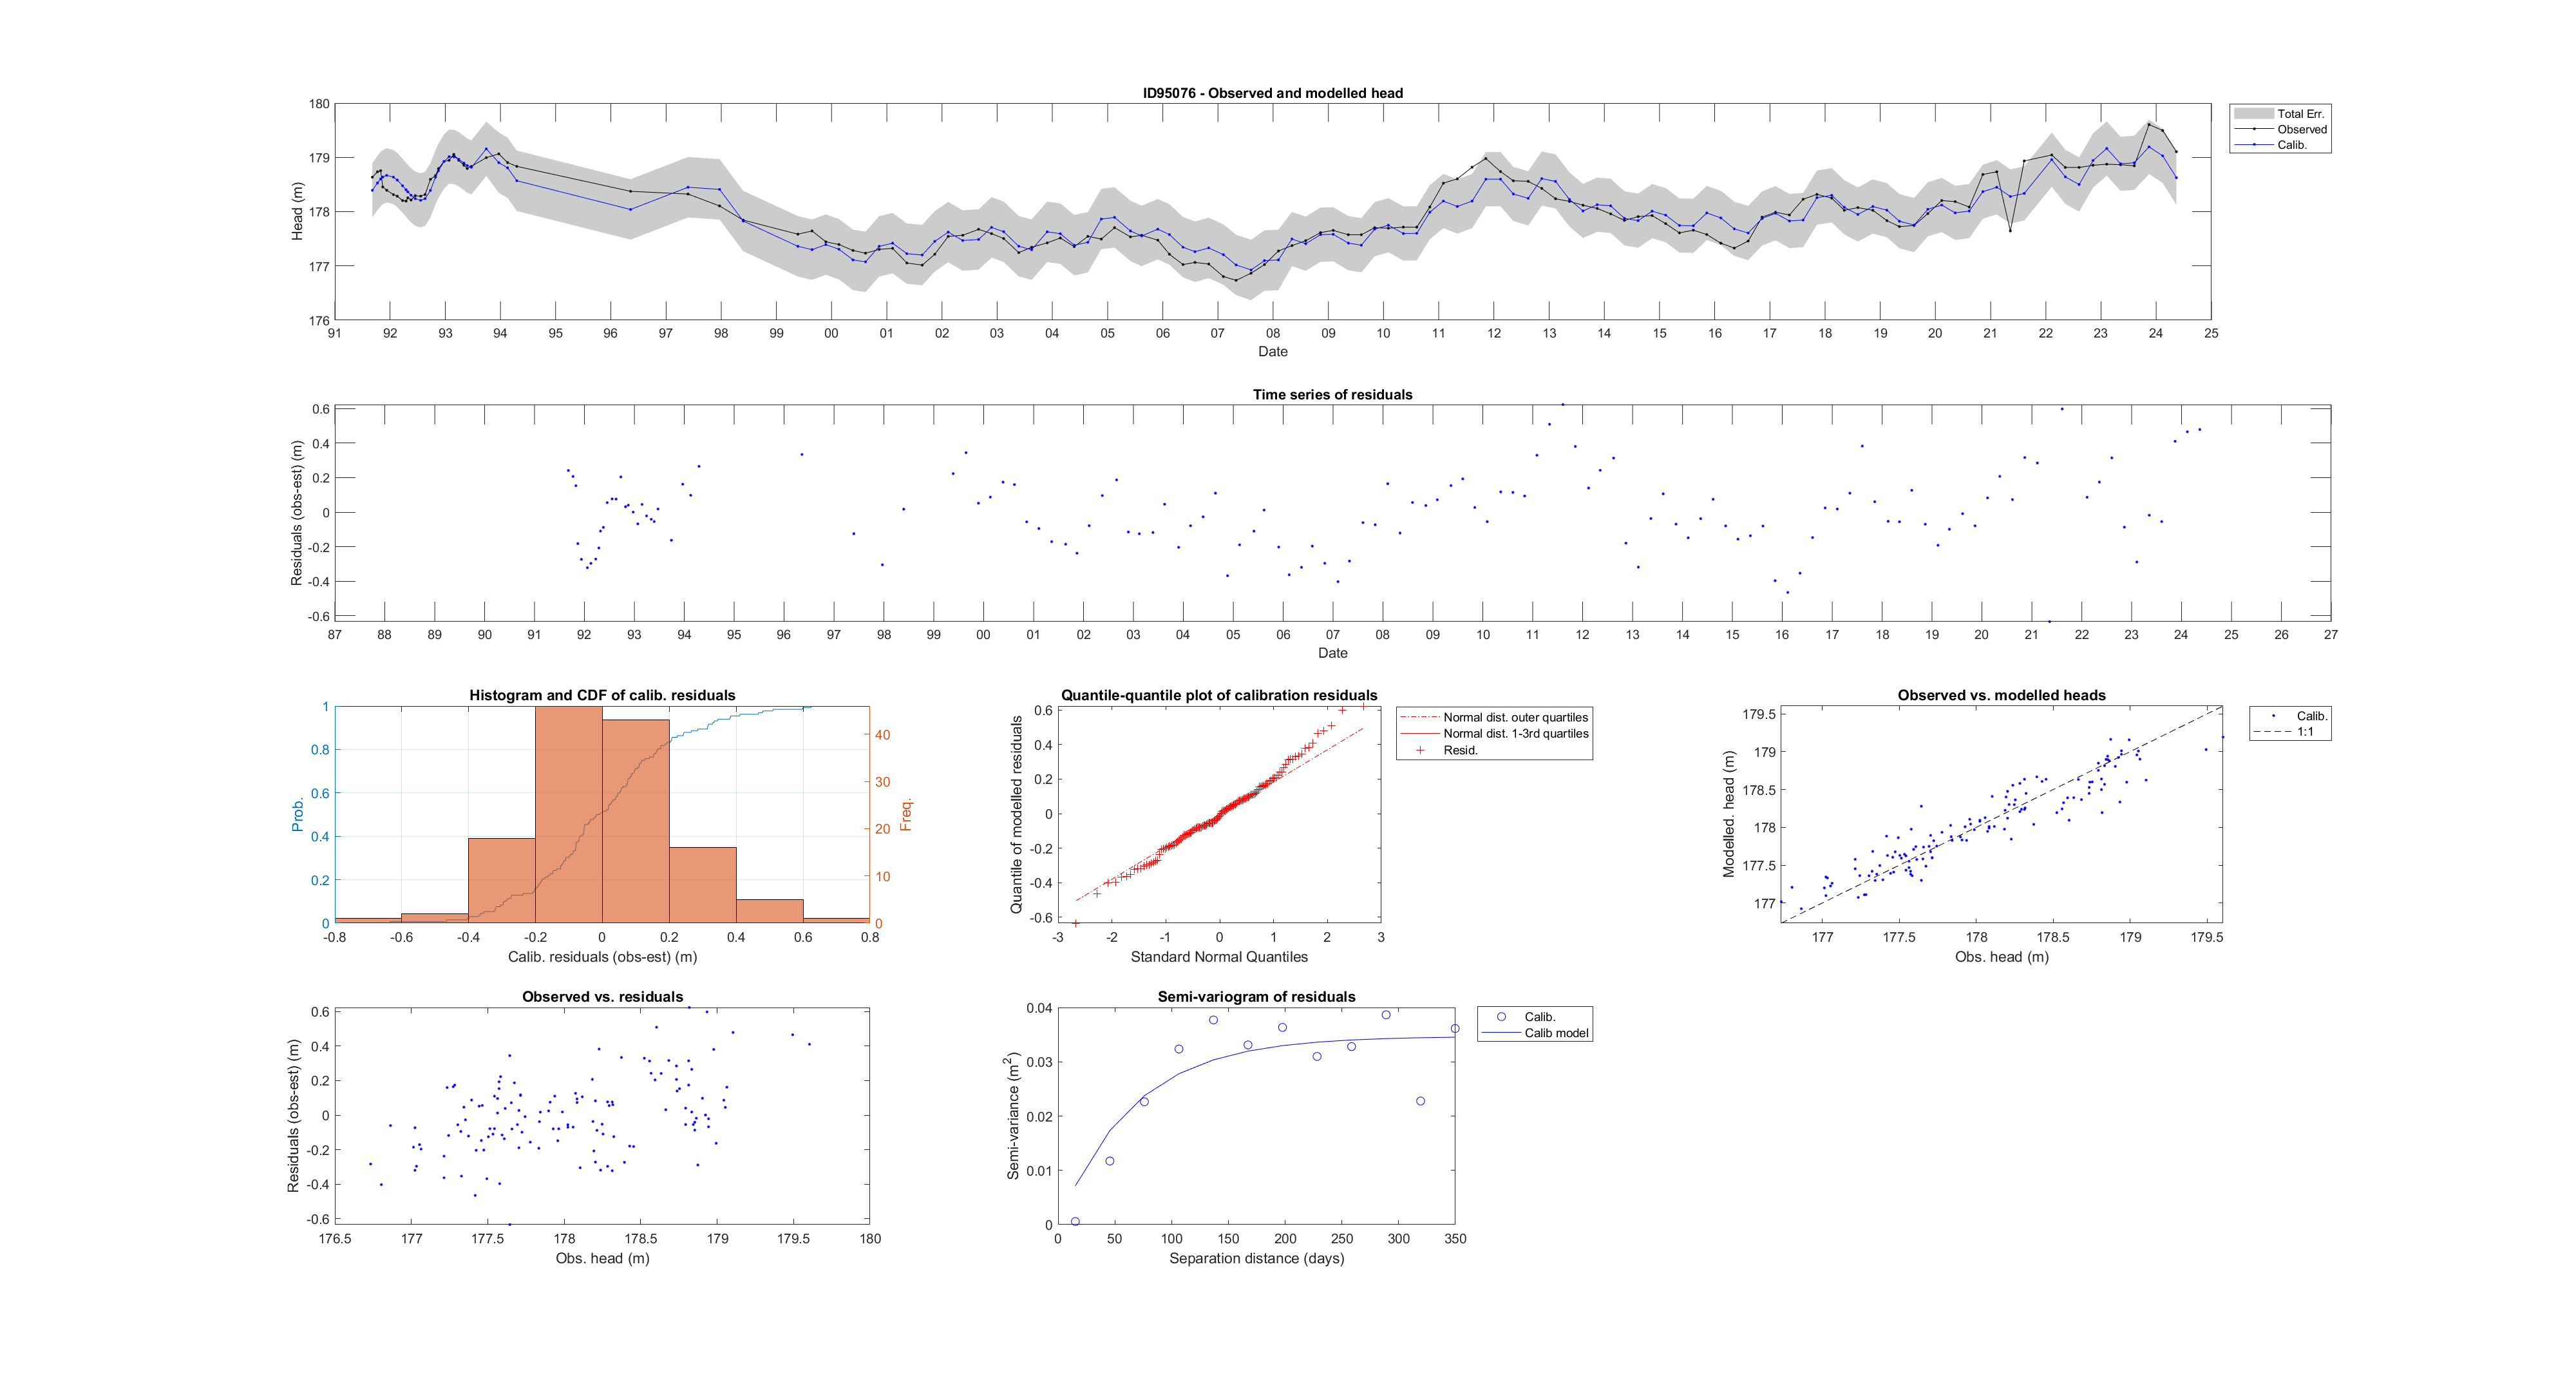 ID95076 - Observed and modelled head
Head (m)
180
179
178
177
176
91 92 93 94 95 96 97 98 99 00 01 02 03 04 05 06 07 08 09 10 11 12 13 14 15 16 17 18 19 20 21 22 23 24 25
Date
Total Err.
Observed
Calib.
Time series of residuals
Residuals (obs-est) (m)
0.6
0.4
0.2
0
-0.2
-0.4
-0.6
87 88 89 90 91 92 93 94 95 96 97 98 99 00 01 02 03 04 05 06 07 08 09 10 11 12 13 14 15 16 17 18 19 20 21 22 23 24 25 26 27
Date
Histogram and CDF of calib. residuals
Prob.
1
0.8
0.6
0.4
0.2
0
Freq.
40
30
20
10
0
-0.8 -0.6 -0.4 -0.2 0 0.2 0.4 0.6 0.8
Calib. residuals (obs-est) (m)
Quantile-quantile plot of calibration residuals
Quantile of modelled residuals
0.6
0.4
0.2
0
-0.2
-0.4
-0.6
-3 -2 -1 0 1 2 3
Standard Normal Quantiles
Normal dist. outer quartiles
Normal dist. 1-3rd quartiles
Resid.
Observed vs. modelled heads
Modelled. head (m)
179.5
179
178.5
178
177.5
177
177 177.5 178 178.5 179 179.5
Obs. head (m)
Calib.
1:1
Observed vs. residuals
Residuals (obs-est) (m)
0.6
0.4
0.2
0
-0.2
-0.4
-0.6
176.5 177 177.5 178 178.5 179 179.5 180
Obs. head (m)
Semi-variogram of residuals
Semi-variance (m²)
0.04
0.03
0.02
0.01
0
0 50 100 150 200 250 300 350
Separation distance (days)
Calib.
Calib model